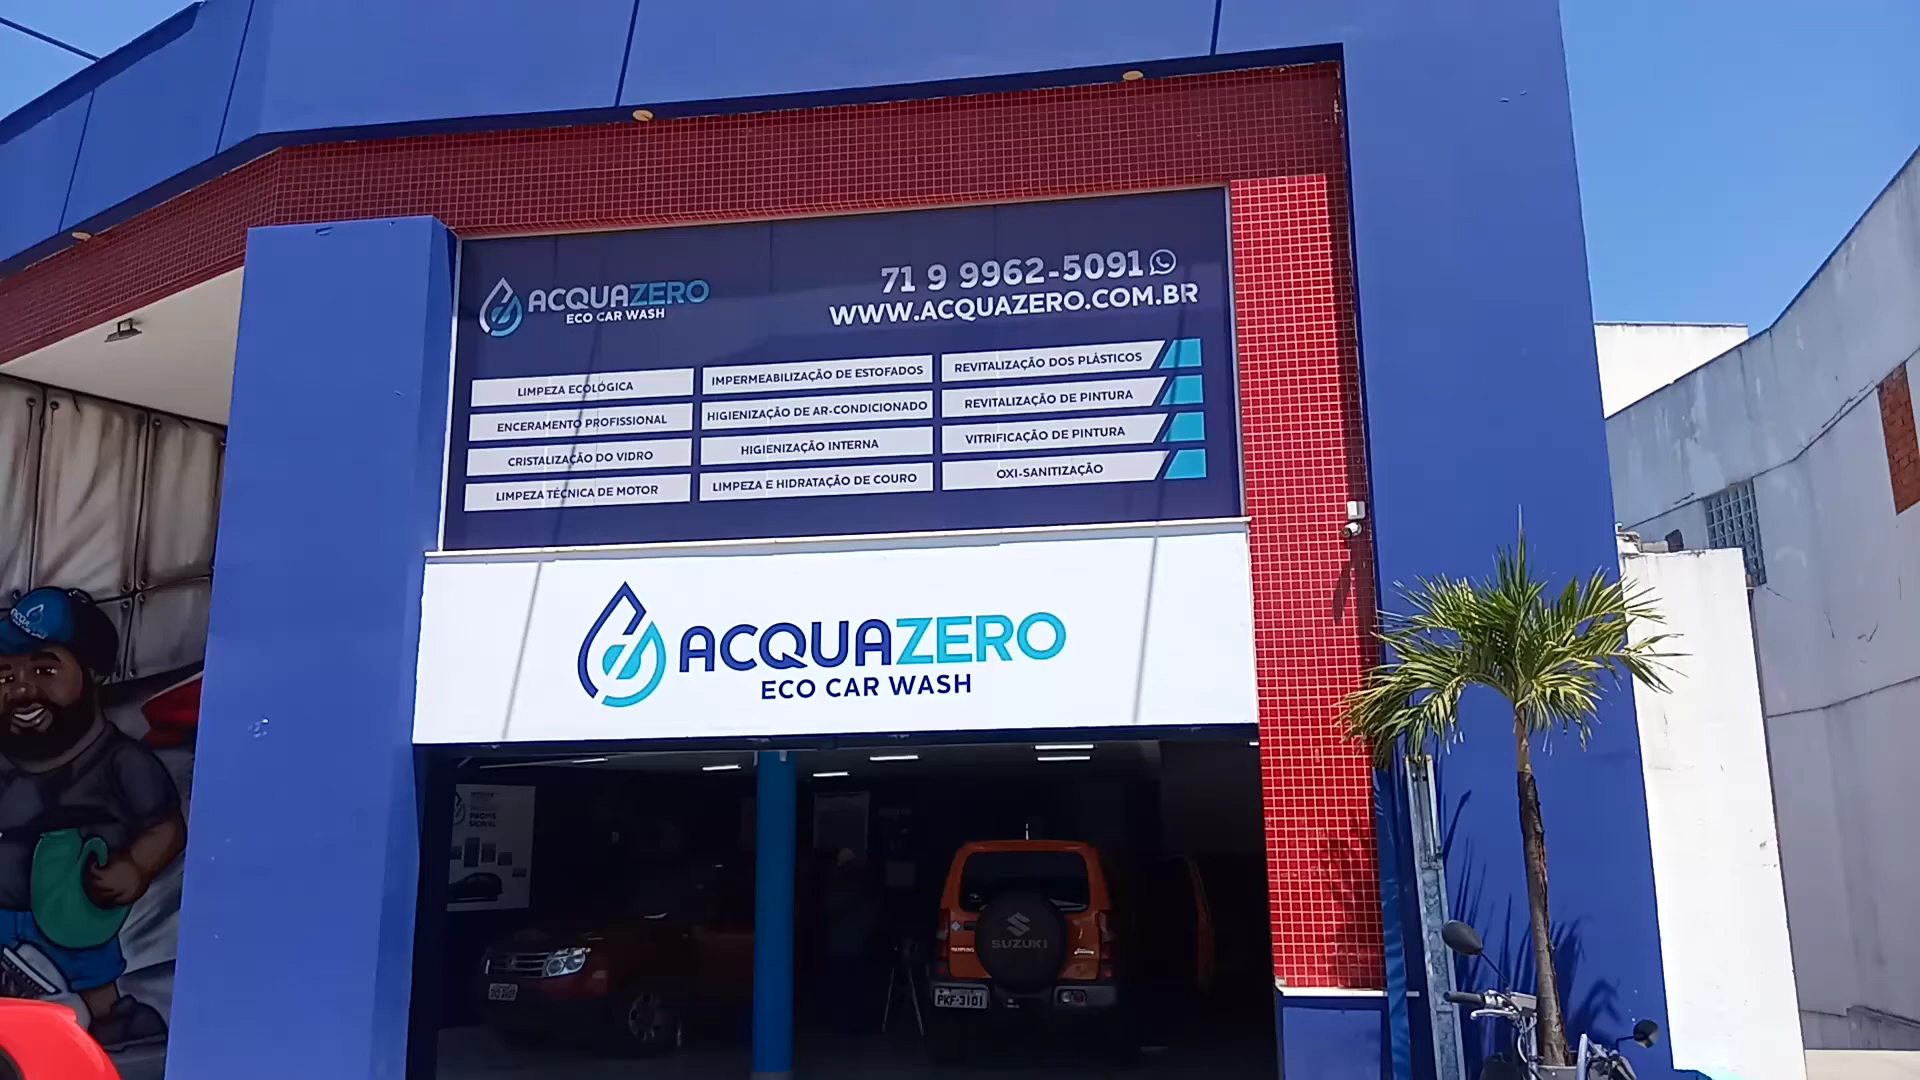 ACQUAZERO
ECO CAR WASH
71 9 9962-5091
WWW.ACQUAZERO.COM.BR
LIMPEZA ECOLÓGICA
ENCERAMENTO PROFISSIONAL
CRISTALIZAÇÃO DO VIDRO
LIMPEZA TÉCNICA DE MOTOR
IMPERMEABILIZAÇÃO DE ESTOFADOS
HIGIENIZAÇÃO DE AR-CONDICIONADO
HIGIENIZAÇÃO INTERNA
LIMPEZA E HIDRATAÇÃO DE COURO
REVITALIZAÇÃO DOS PLÁSTICOS
REVITALIZAÇÃO DE PINTURA
VITRIFICAÇÃO DE PINTURA
OXI-SANITIZAÇÃO
ACQUAZERO
ECO CAR WASH
PROFIS
SIONAL
SUZUKI
PKF-3101